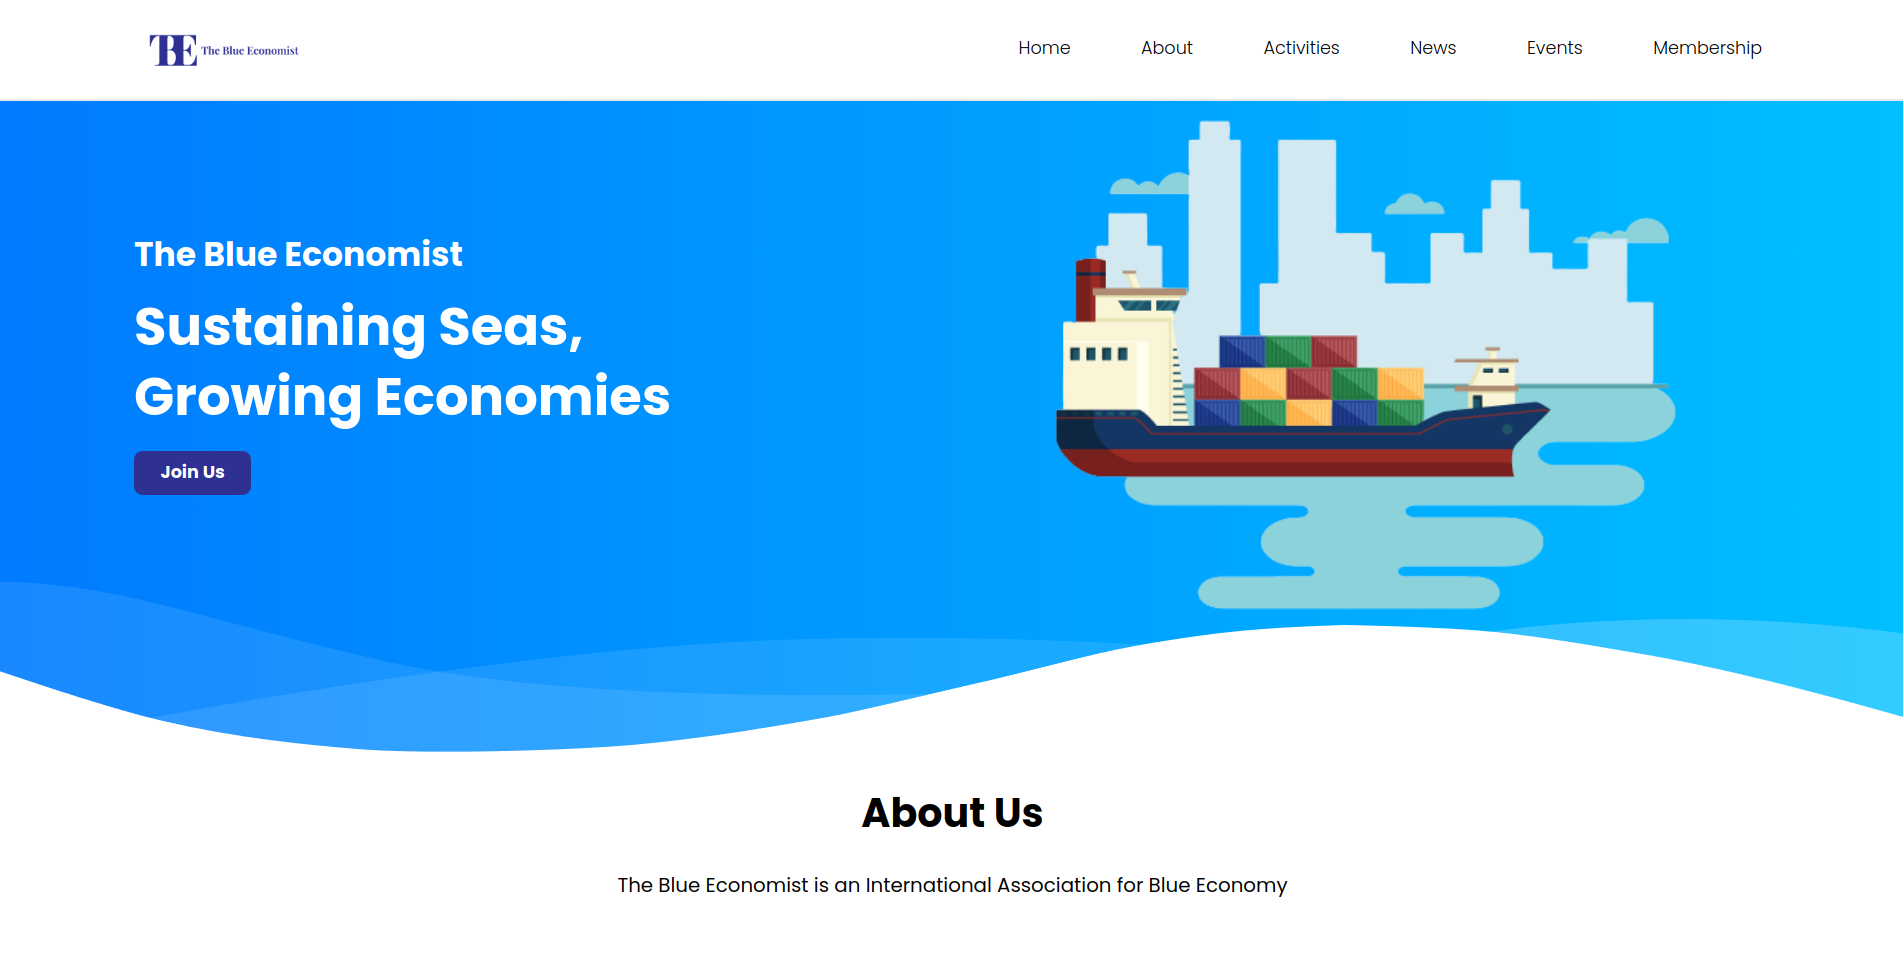 TBE The Blue Economist
Home About Activities News Events Membership
The Blue Economist
Sustaining Seas,
Growing Economies
Join Us
About Us
The Blue Economist is an International Association for Blue Economy